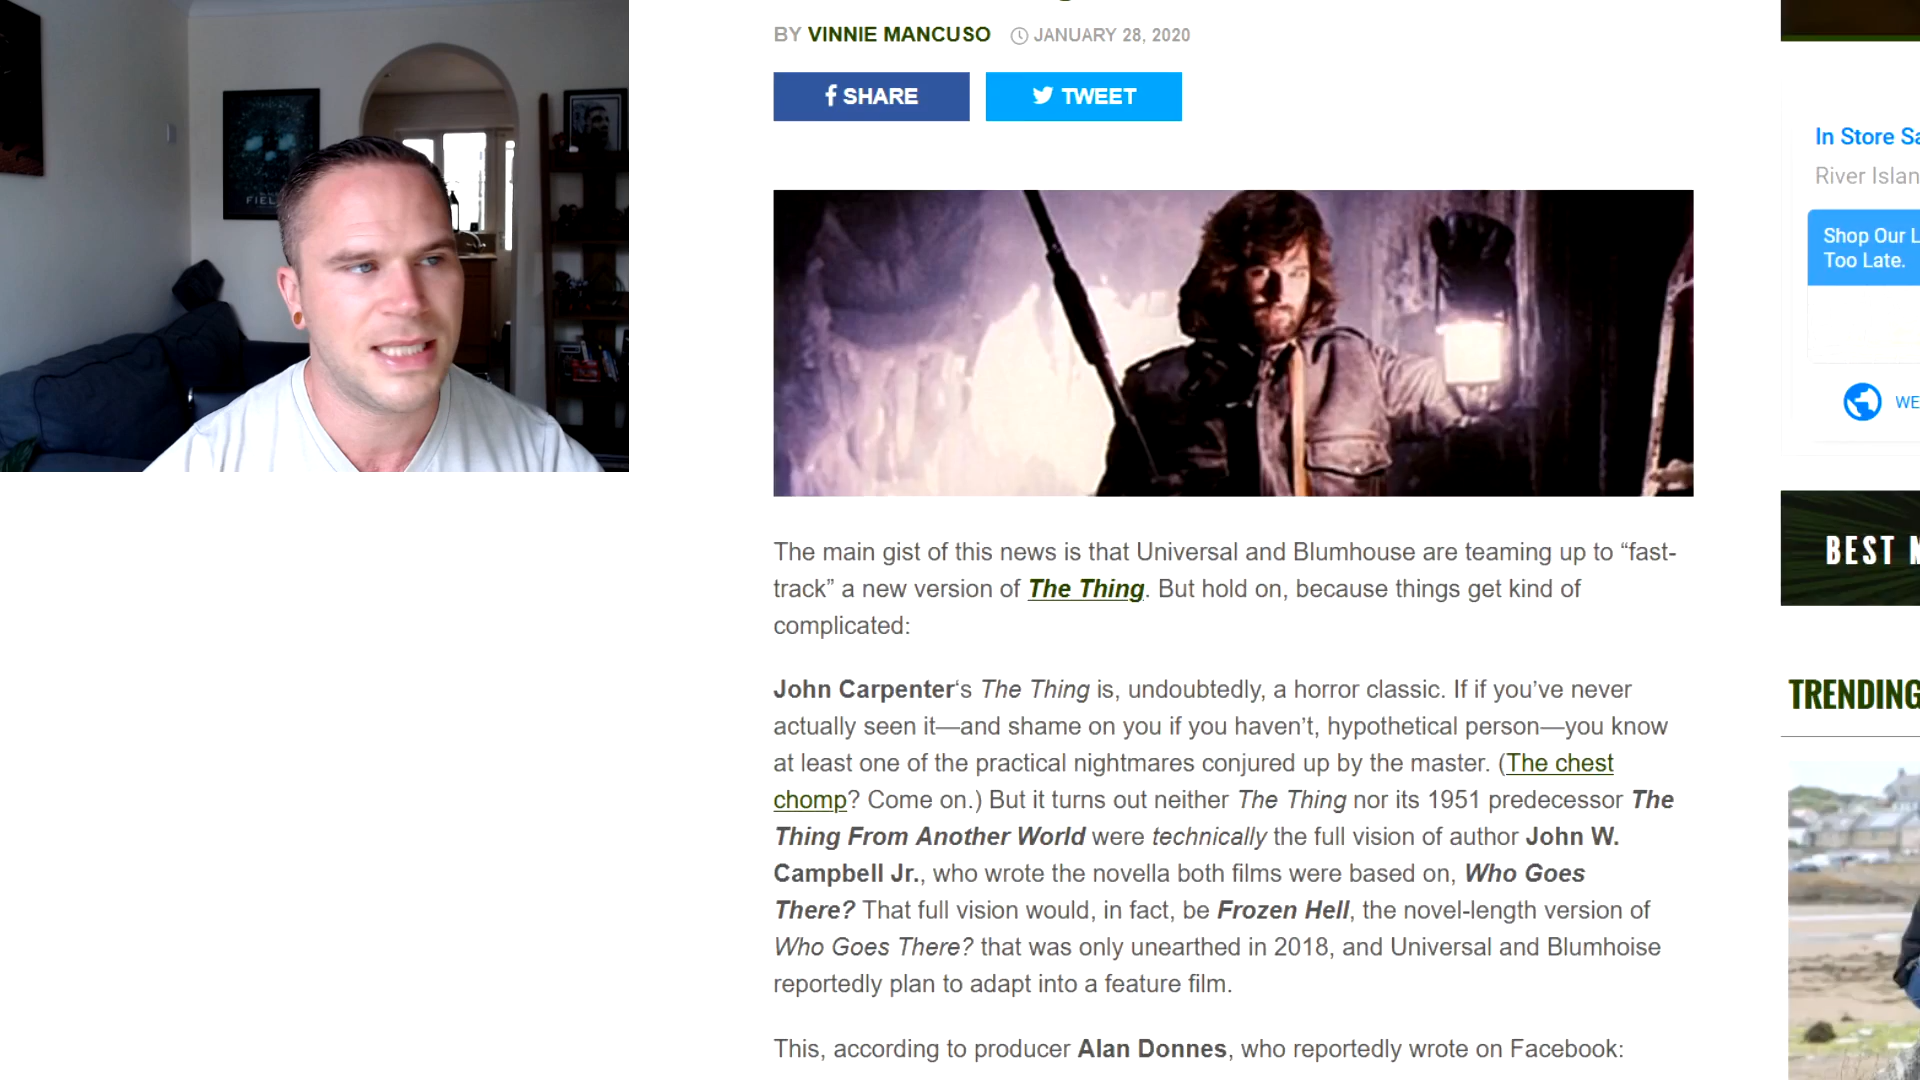 FIEL
BY VINNIE MANCUSO JANUARY 28, 2020
SHARE
TWEET
The main gist of this news is that Universal and Blumhouse are teaming up to “fast-
track” a new version of The Thing. But hold on, because things get kind of
complicated:
John Carpenter‘s The Thing is, undoubtedly, a horror classic. If if you’ve never
actually seen it—and shame on you if you haven’t, hypothetical person—you know
at least one of the practical nightmares conjured up by the master. (The chest
chomp? Come on.) But it turns out neither The Thing nor its 1951 predecessor The
Thing From Another World were technically the full vision of author John W.
Campbell Jr., who wrote the novella both films were based on, Who Goes
There? That full vision would, in fact, be Frozen Hell, the novel-length version of
Who Goes There? that was only unearthed in 2018, and Universal and Blumhoise
reportedly plan to adapt into a feature film.
This, according to producer Alan Donnes, who reportedly wrote on Facebook:
In Store Sa
River Islan
Shop Our L
Too Late.
WE
BEST
TRENDING